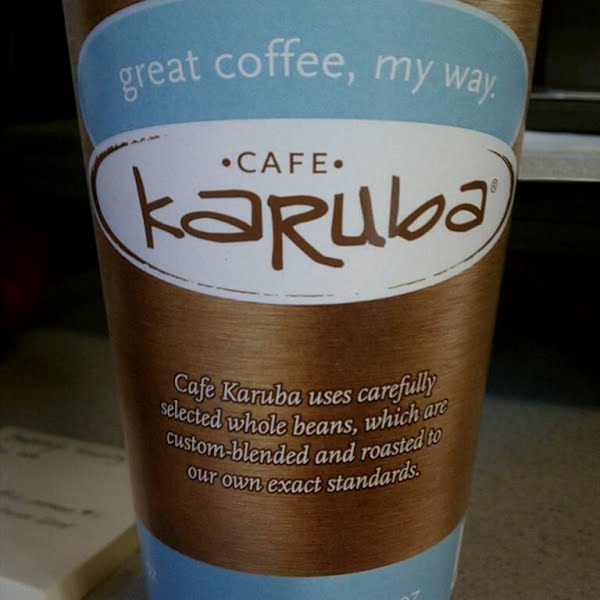 great coffee, my way.
•CAFE•
karuba®
Cafe Karuba uses carefully
selected whole beans, which are
custom-blended and roasted to
our own exact standards.